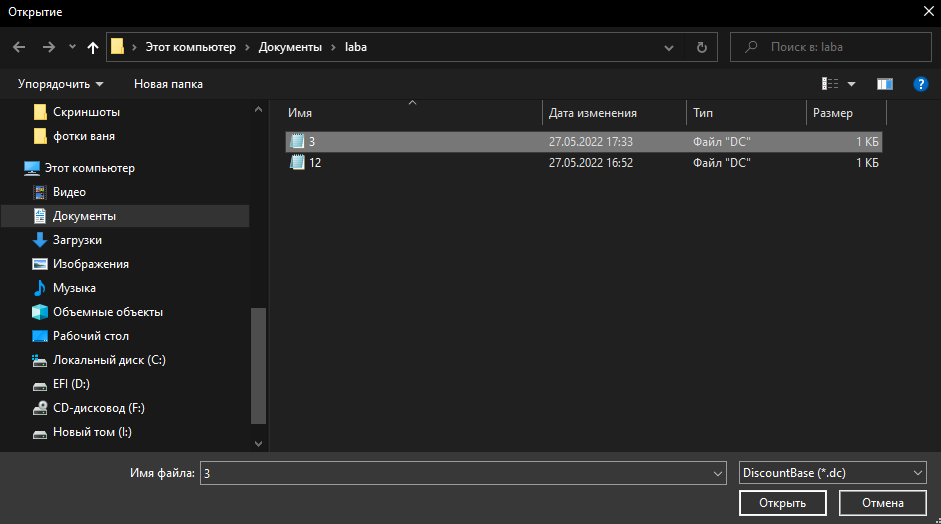 Открытие
Этот компьютер › Документы › laba
Поиск в: laba
Упорядочить Новая папка
Скриншоты
фотки ваня
Этот компьютер
Видео
Документы
Загрузки
Изображения
Музыка
Объемные объекты
Рабочий стол
Локальный диск (C:)
EFI (D:)
CD-дисковод (F:)
Новый том (I:)
Имя Дата изменения Тип Размер
3 27.05.2022 17:33 Файл "DC" 1 КБ
12 27.05.2022 16:52 Файл "DC" 1 КБ
Имя файла: 3 DiscountBase (*.dc)
Открыть Отмена